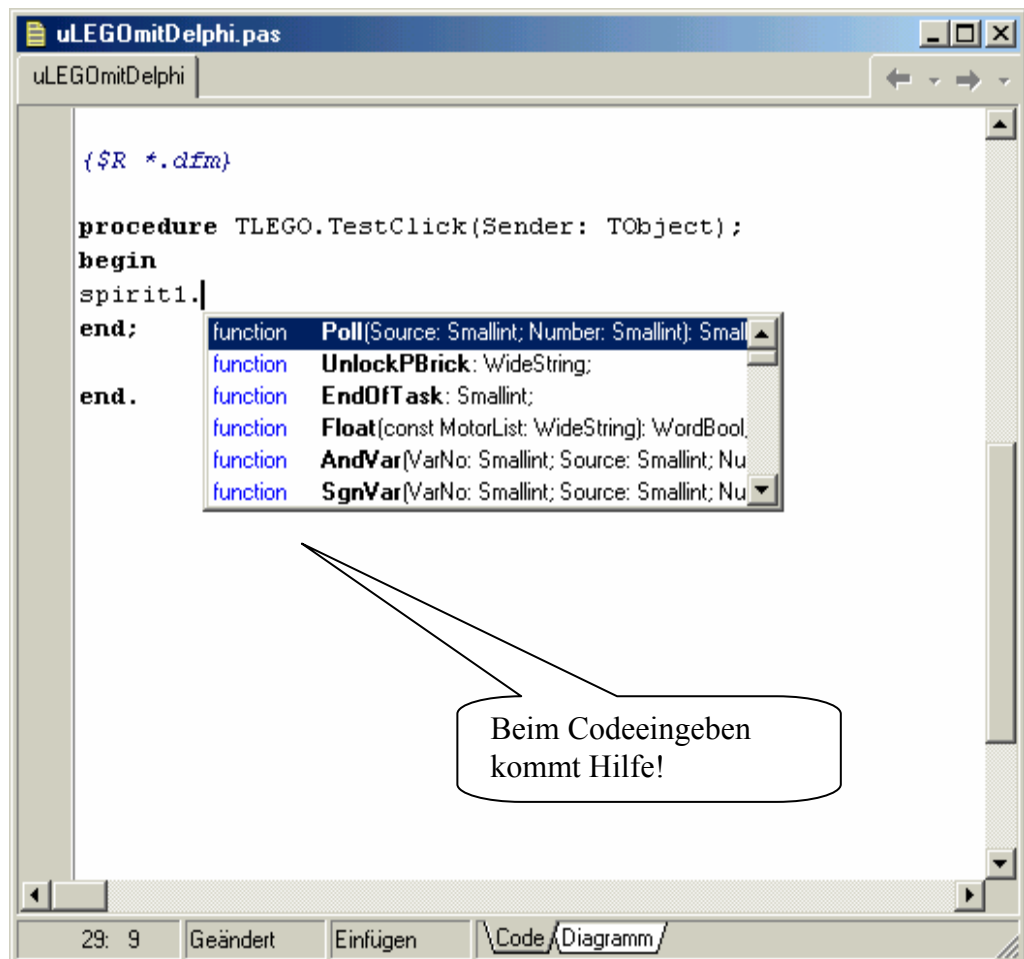 uLEGOmitDelphi.pas
uLEGOmitDelphi
{$R *.dfm}
procedure TLEGO.TestClick(Sender: TObject);
begin
spirit1.
end;
function Poll(Source: Smallint; Number: Smallint): Small
function UnlockPBrick: WideString;
function EndOfTask: Smallint;
function Float(const MotorList: WideString): WordBool;
function AndVar(VarNo: Smallint; Source: Smallint; Nu
function SgnVar(VarNo: Smallint; Source: Smallint; Nu
end.
Beim Codeeingeben
kommt Hilfe!
29: 9 Geändert Einfügen Code Diagramm